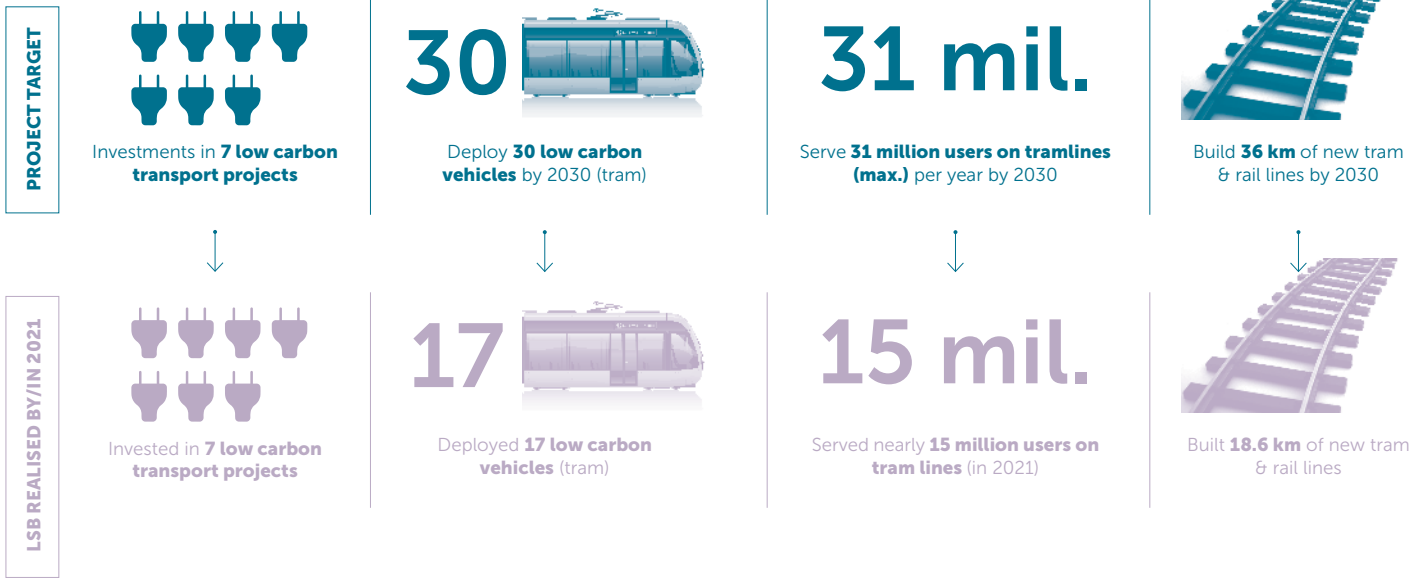 PROJECT TARGET
30
31 mil.
Investments in 7 low carbon
transport projects
Deploy 30 low carbon
vehicles by 2030 (tram)
Serve 31 million users on tramlines
(max.) per year by 2030
Build 36 km of new tram
& rail lines by 2030
LSB REALISED BY/IN 2021
17
15 mil.
Invested in 7 low carbon
transport projects
Deployed 17 low carbon
vehicles (tram)
Served nearly 15 million users on
tram lines (in 2021)
Built 18.6 km of new tram
& rail lines